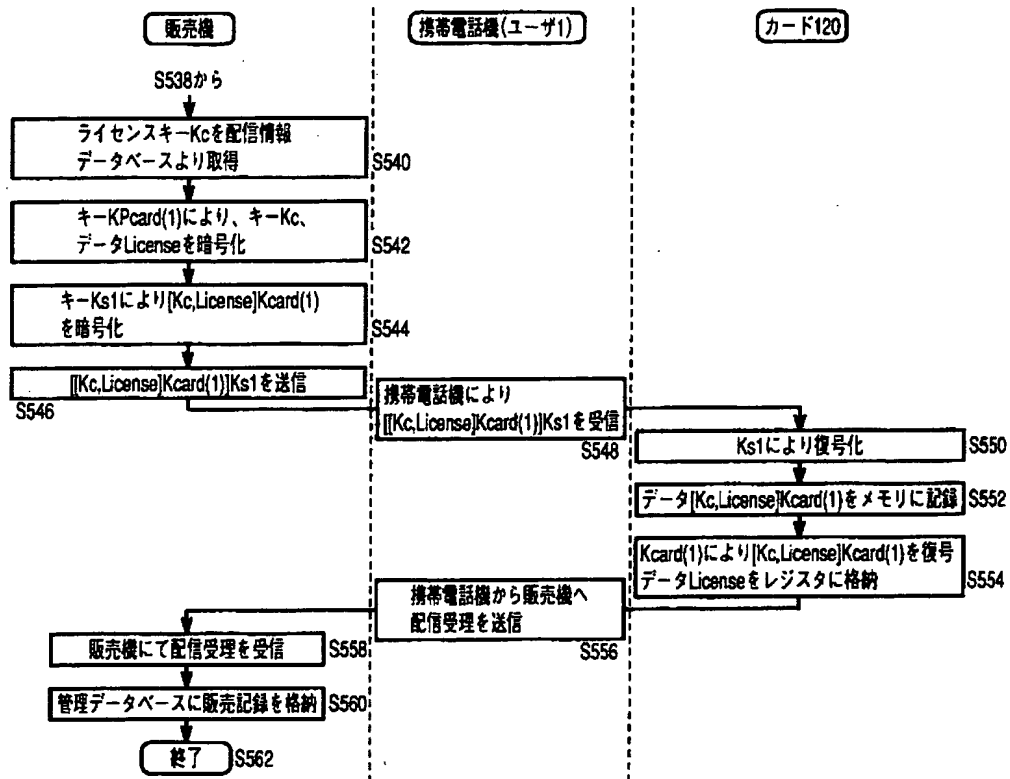 販売機
携帯電話機(ユーザ1)
カード120
S538から
ライセンスキーKcを配信情報
データベースより取得
S540
キーKPcard(1)により、キーKc、
データLicenseを暗号化
S542
キーKs1により[Kc,License]Kcard(1)
を暗号化
S544
[[Kc,License]Kcard(1)]Ks1を送信
S546
携帯電話機により
[[Kc,License]Kcard(1)]Ks1を受信
S548
Ks1により復号化
S550
データ[Kc,License]Kcard(1)をメモリに記録
S552
Kcard(1)により[Kc,License]Kcard(1)を復号
データLicenseをレジスタに格納
S554
携帯電話機から販売機へ
配信受理を送信
S556
販売機にて配信受理を受信
S558
管理データベースに販売記録を格納
S560
終了
S562